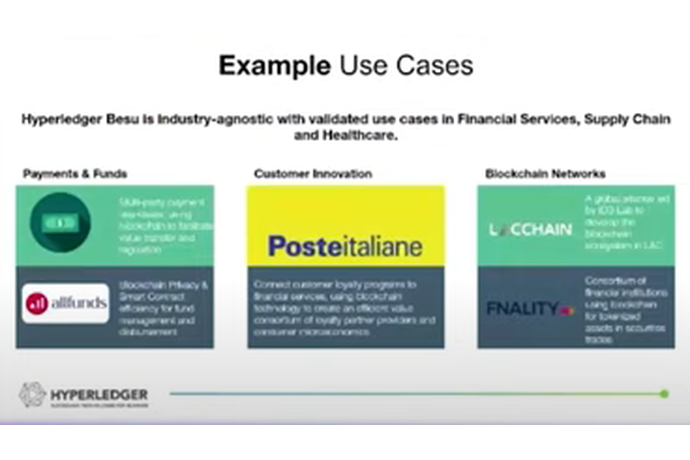 Example Use Cases
Hyperledger Besu is industry-agnostic with validated use cases in Financial Services, Supply Chain
and Healthcare.
Payments & Funds
Multi-party payment
using
blockchain to facilitate
value transfer and
allfunds
Blockchain Privacy &
Smart Contract
efficiency for fund
management and
disbursement
Customer Innovation
Posteitaliane
Connect customer loyalty programs to
financial services, using blockchain
technology to create an efficient value
consortium of loyalty partner providers and
consumer microeconomics
Blockchain Networks
LACCHAIN
A global alliance led
by IDB Lab to
develop the
blockchain
ecosystem in LAC
FNALITY
Consortium of
financial institutions
using blockchain
for tokenized
assets in securities
trades
HYPERLEDGER